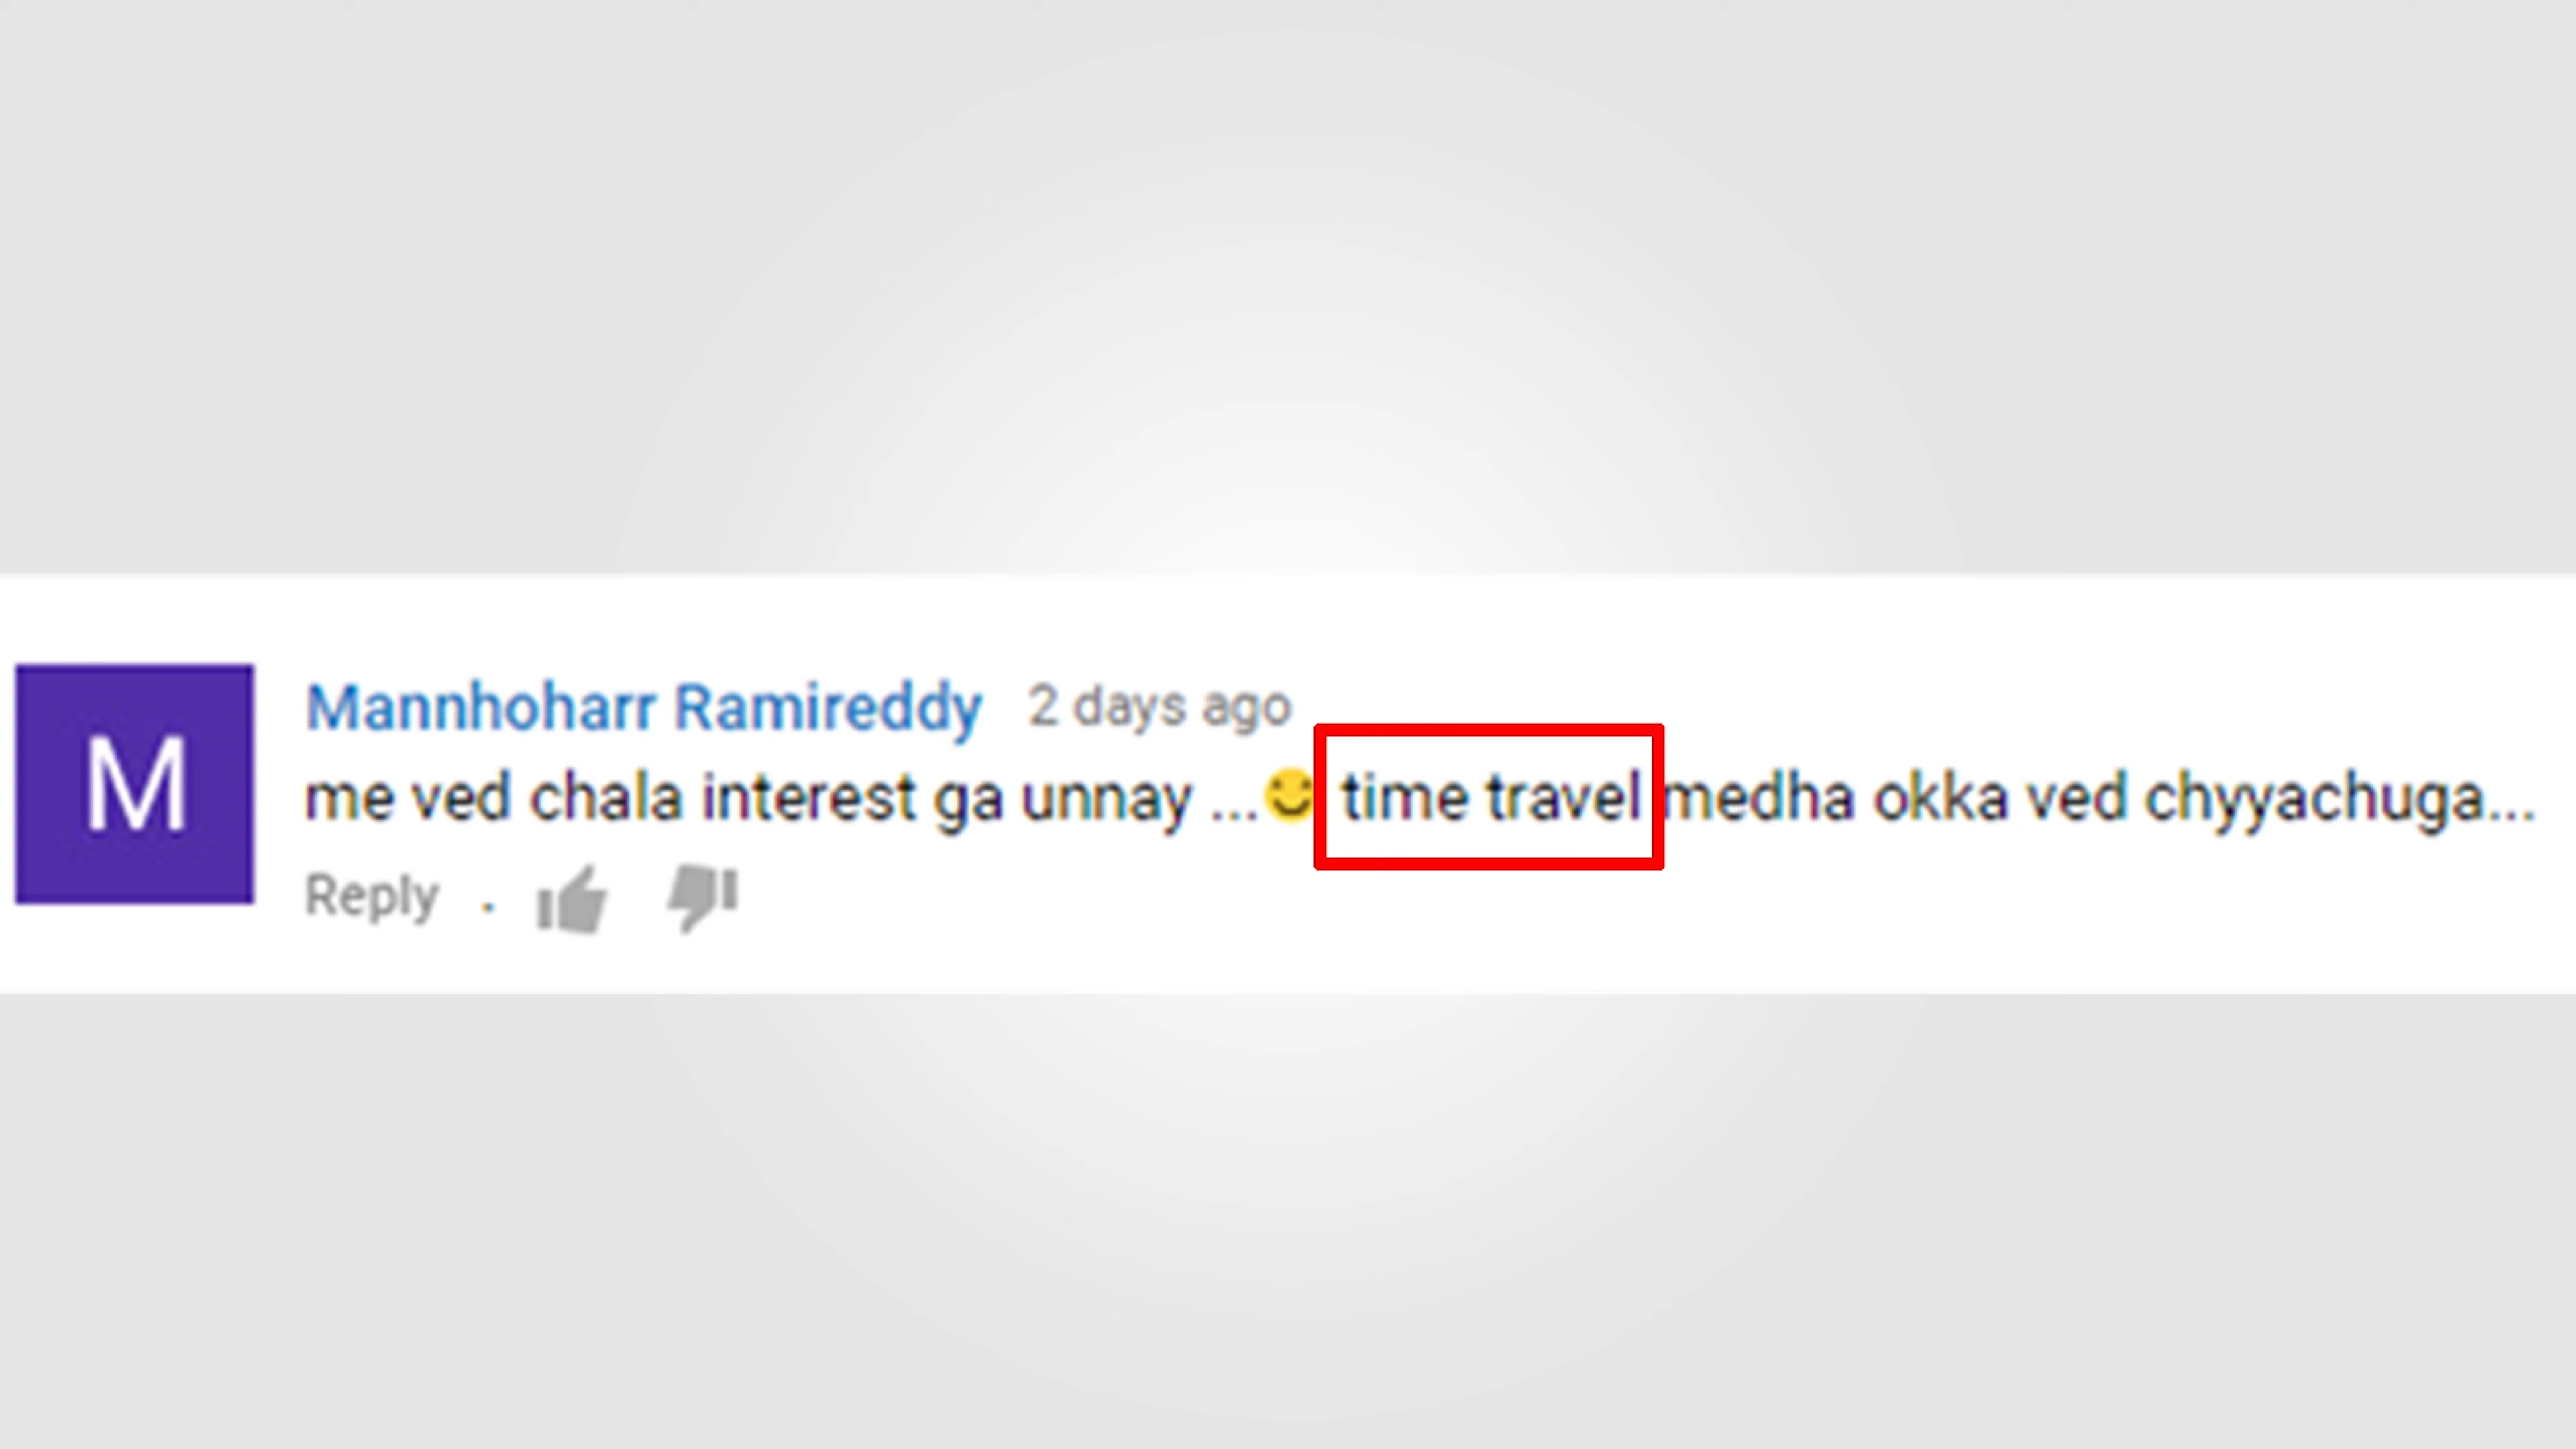 M
Mannhoharr Ramireddy 2 days ago
me ved chala interest ga unnay ...😊 time travel medha okka ved chyyachuga...
Reply .